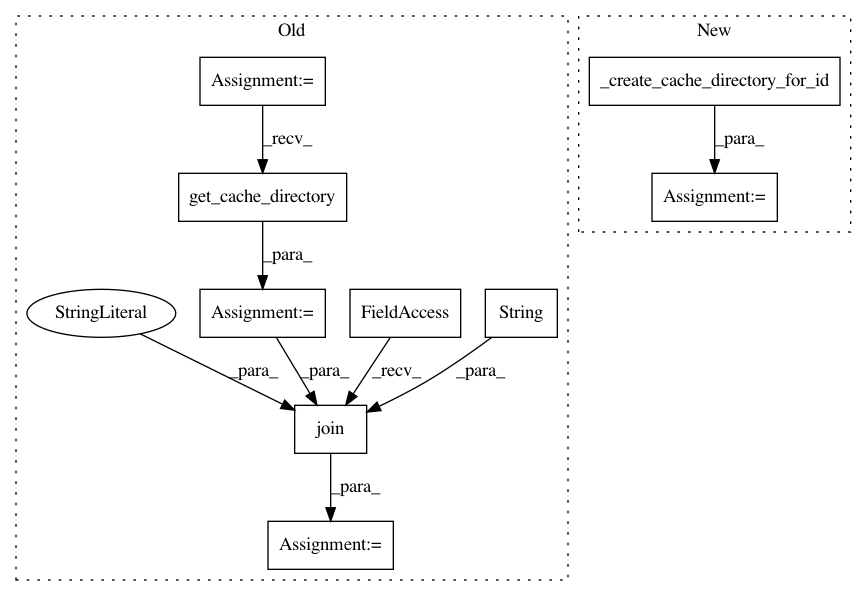 Old
New
Assignment:=
_create_cache_directory_for_id
_recv_
_para_
get_cache_directory
Assignment:=
_para_
StringLiteral
Assignment:=
FieldAccess
String
_para_
_para_
_recv_
_para_
join
_para_
Assignment:=